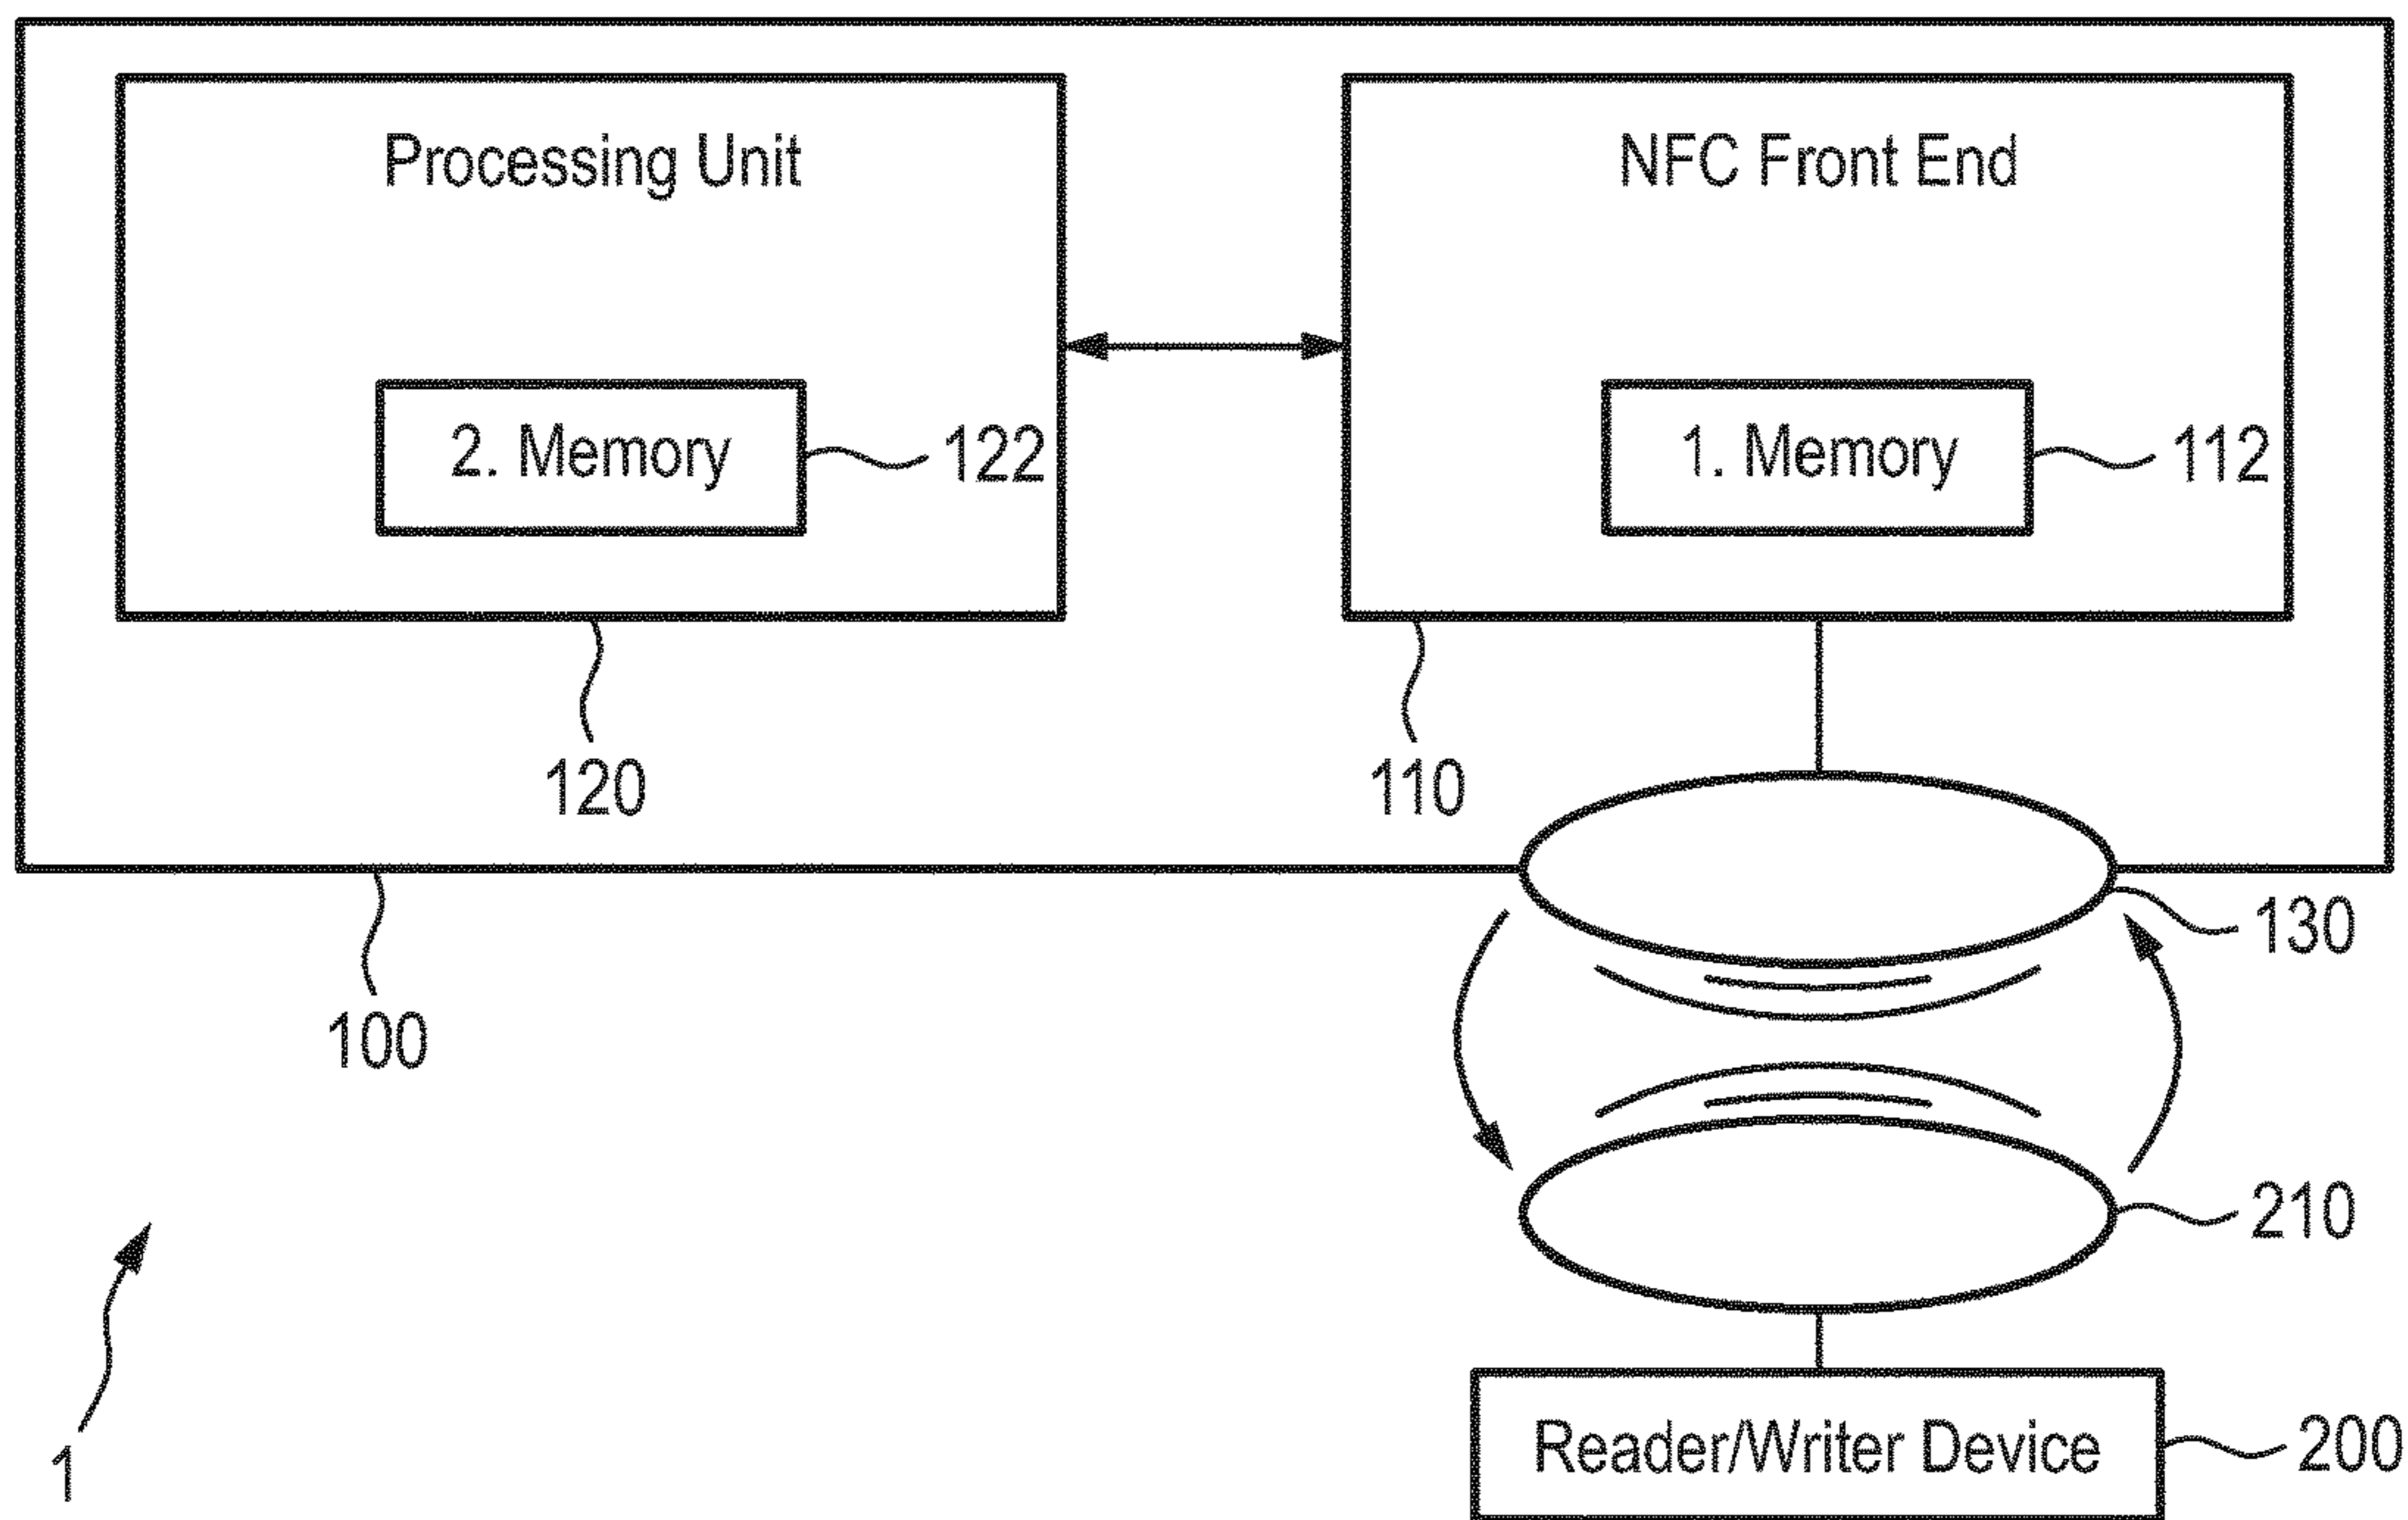 Processing Unit
NFC Front End
2. Memory
122
1. Memory
112
120
110
130
100
210
1
Reader/Writer Device
200